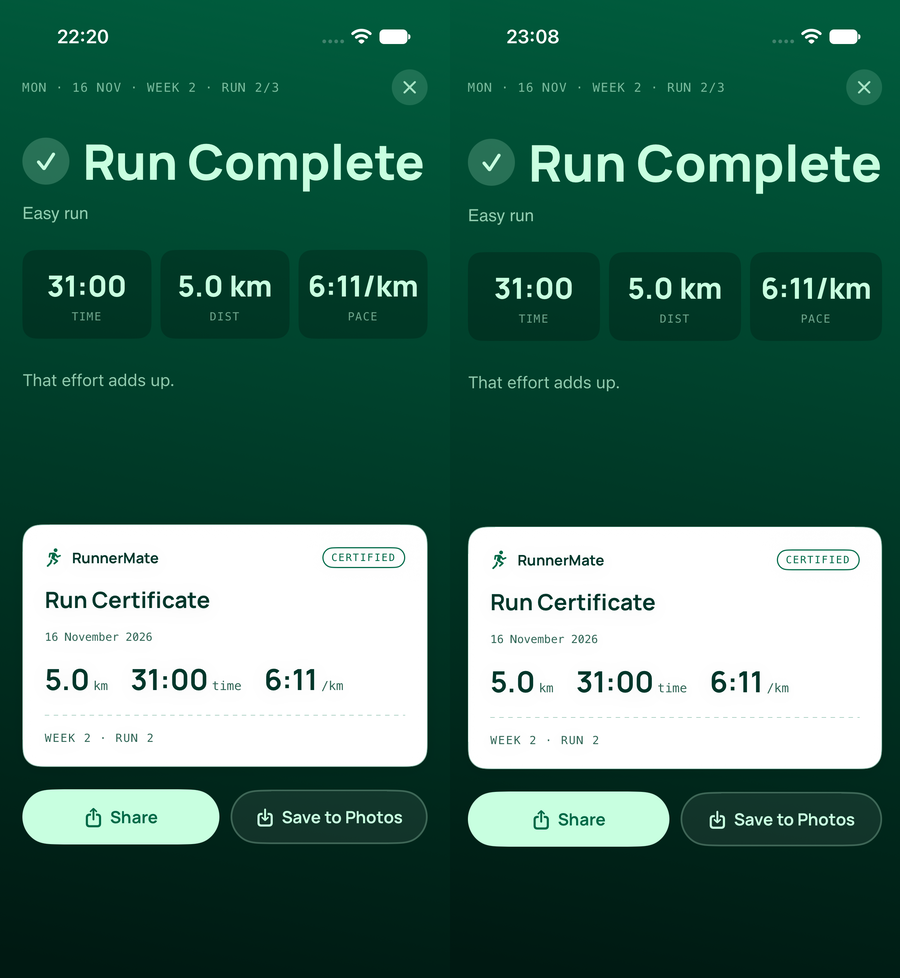 22:20
MON · 16 NOV · WEEK 2 · RUN 2/3
Run Complete
Easy run
31:00 5.0 km 6:11/km
TIME DIST PACE
That effort adds up.
RunnerMate CERTIFIED
Run Certificate
16 November 2026
5.0 km 31:00 time 6:11 /km
WEEK 2 · RUN 2
Share Save to Photos
23:08
MON · 16 NOV · WEEK 2 · RUN 2/3
Run Complete
Easy run
31:00 5.0 km 6:11/km
TIME DIST PACE
That effort adds up.
RunnerMate CERTIFIED
Run Certificate
16 November 2026
5.0 km 31:00 time 6:11 /km
WEEK 2 · RUN 2
Share Save to Photos